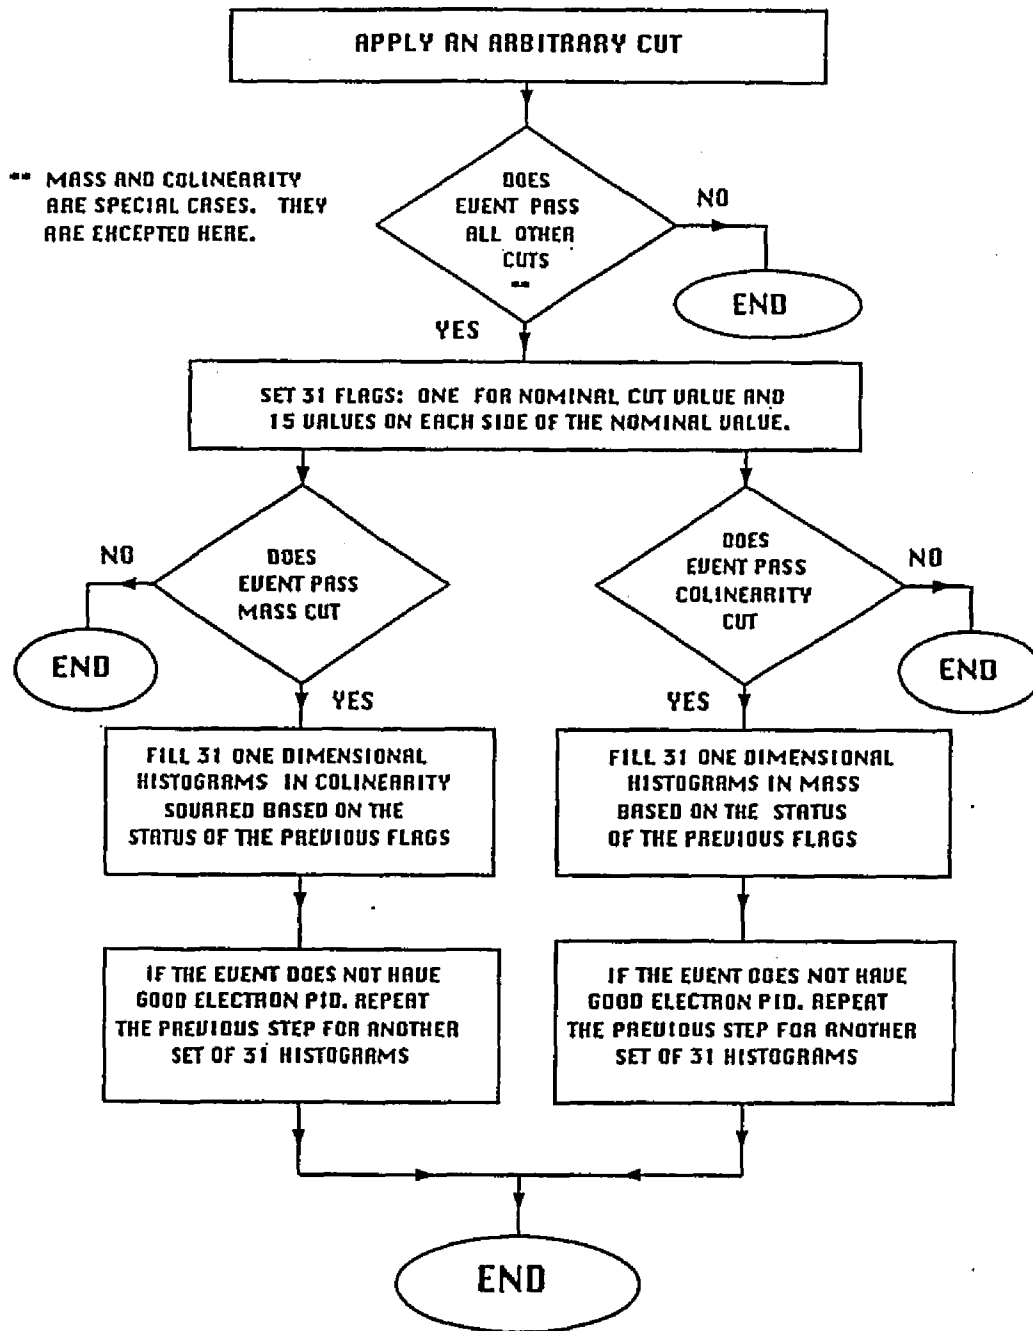 APPLY AN ARBITRARY CUT
** MASS AND COLINEARITY
ARE SPECIAL CASES. THEY
ARE EXCEPTED HERE.
DOES
EVENT PASS
ALL OTHER
CUTS
**
NO
END
YES
SET 31 FLAGS: ONE FOR NOMINAL CUT VALUE AND
15 VALUES ON EACH SIDE OF THE NOMINAL VALUE.
NO
DOES
EVENT PASS
MASS CUT
END
YES
DOES
EVENT PASS
COLINEARITY
CUT
NO
END
YES
FILL 31 ONE DIMENSIONAL
HISTOGRAMS IN COLINEARITY
SQUARED BASED ON THE
STATUS OF THE PREVIOUS FLAGS
FILL 31 ONE DIMENSIONAL
HISTOGRAMS IN MASS
BASED ON THE STATUS
OF THE PREVIOUS FLAGS
IF THE EVENT DOES NOT HAVE
GOOD ELECTRON PID. REPEAT
THE PREVIOUS STEP FOR ANOTHER
SET OF 31 HISTOGRAMS
IF THE EVENT DOES NOT HAVE
GOOD ELECTRON PID. REPEAT
THE PREVIOUS STEP FOR ANOTHER
SET OF 31 HISTOGRAMS
END